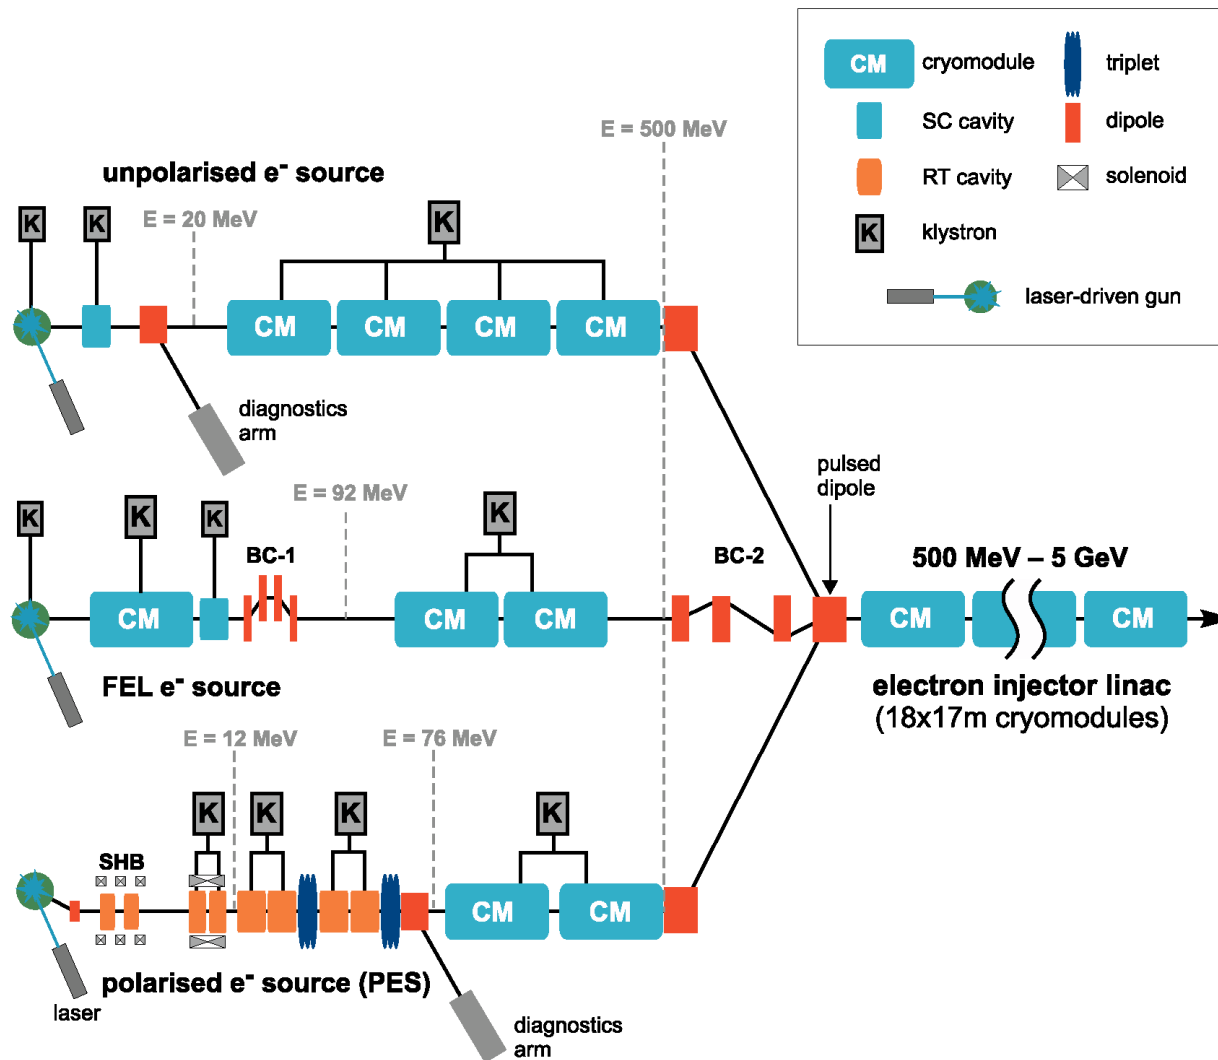 CM
cryomodule
triplet
SC cavity
dipole
RT cavity
solenoid
K
klystron
laser-driven gun
E = 500 MeV
unpolarised e⁻ source
E = 20 MeV
K
K
K
CM
CM
CM
CM
diagnostics
arm
pulsed
dipole
E = 92 MeV
K
K
K
K
BC-1
BC-2
500 MeV – 5 GeV
CM
CM
CM
CM
CM
FEL e⁻ source
electron injector linac
(18x17m cryomodules)
E = 12 MeV
E = 76 MeV
K
K
K
K
SHB
CM
CM
polarised e⁻ source (PES)
laser
diagnostics
arm